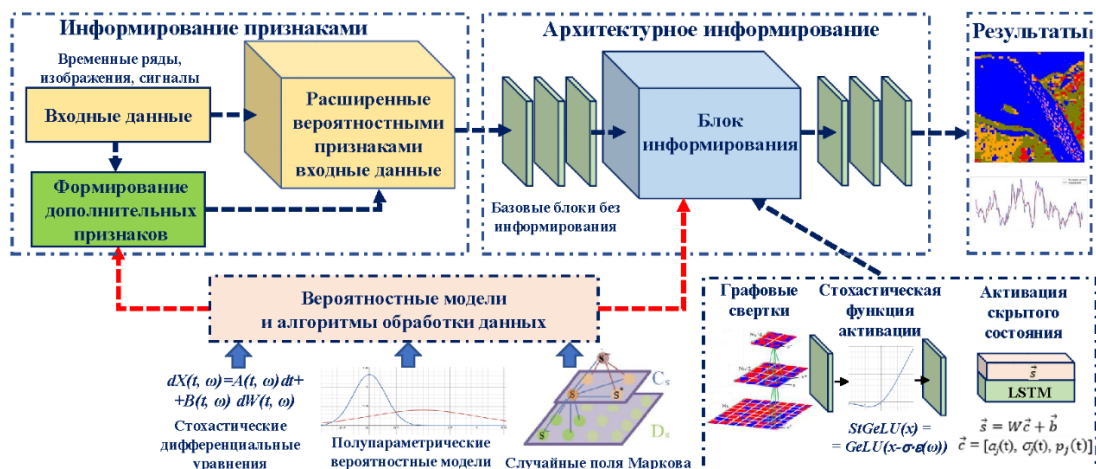 Информирование признаками
Временные ряды,
изображения, сигналы
Входные данные
Формирование
дополнительных
признаков
Расширенные
вероятностными
признаками
входные данные
Архитектурное информирование
Блок
информирования
Базовые блоки без
информирования
Результаты
Вероятностные модели
и алгоритмы обработки данных
dX(t, ω)=A(t, ω)dt+
+B(t, ω) dW(t, ω)
Стохастические
дифференциальные
уравнения
Полупараметрические
вероятностные модели
s
s
s
s
Cₛ
Dₛ
Случайные поля Маркова
Графовые
свертки
Стохастическая
функция
активации
StGeLU(x) =
= GeLU(x-σ·ε(ω))
Активация
скрытого
состояния
s⃗
LSTM
s⃗ = Wc⃗ + b⃗
c⃗ = [aⱼ(t), σⱼ(t), pⱼ(t)]